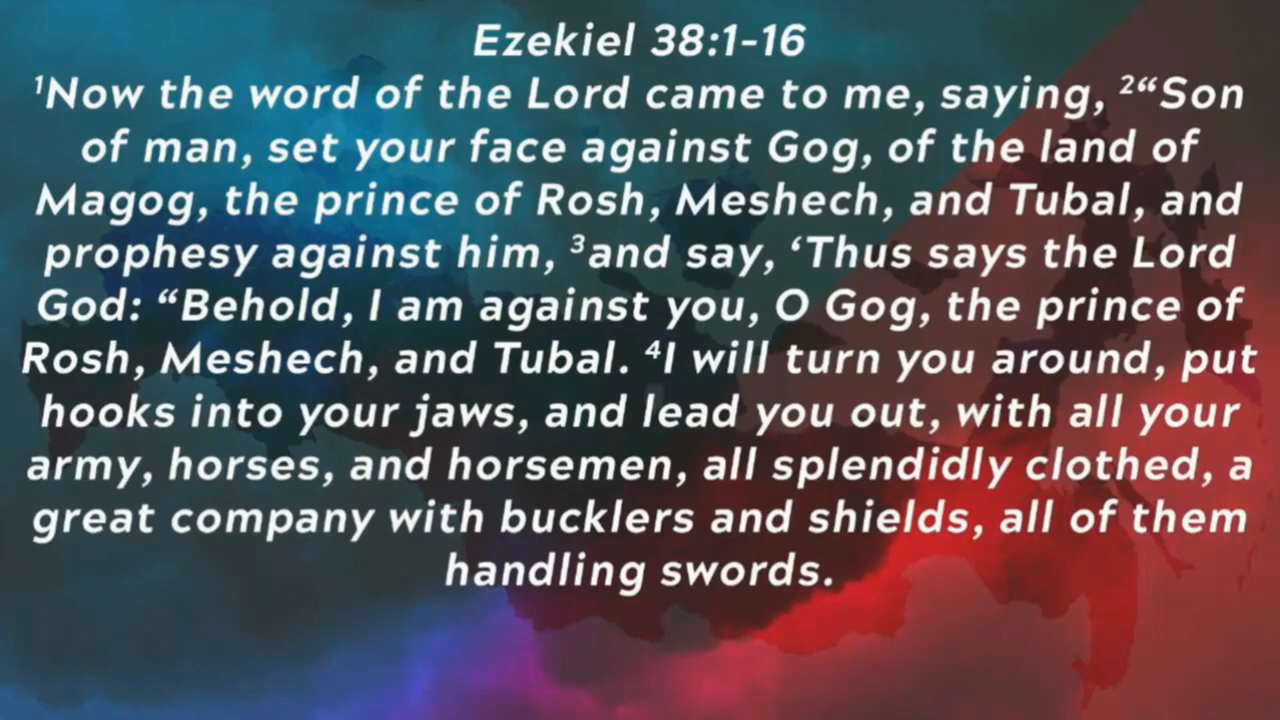 Ezekiel 38:1-16
¹Now the word of the Lord came to me, saying, ²“Son
of man, set your face against Gog, of the land of
Magog, the prince of Rosh, Meshech, and Tubal, and
prophesy against him, ³and say, ‘Thus says the Lord
God: “Behold, I am against you, O Gog, the prince of
Rosh, Meshech, and Tubal. ⁴I will turn you around, put
hooks into your jaws, and lead you out, with all your
army, horses, and horsemen, all splendidly clothed, a
great company with bucklers and shields, all of them
handling swords.